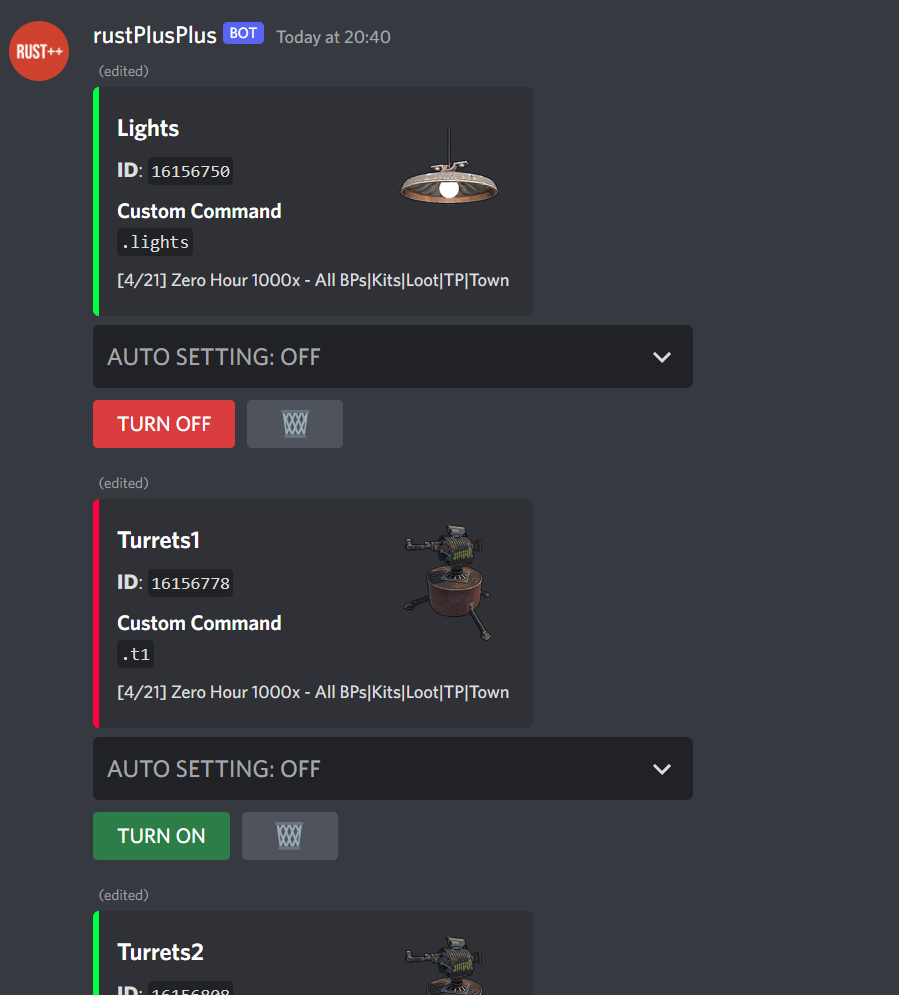 RUST++
rustPlusPlus BOT Today at 20:40
(edited)
Lights
ID: 16156750
Custom Command
.lights
[4/21] Zero Hour 1000x - All BPs|Kits|Loot|TP|Town
AUTO SETTING: OFF
TURN OFF
(edited)
Turrets1
ID: 16156778
Custom Command
.t1
[4/21] Zero Hour 1000x - All BPs|Kits|Loot|TP|Town
AUTO SETTING: OFF
TURN ON
(edited)
Turrets2
ID: 16156808